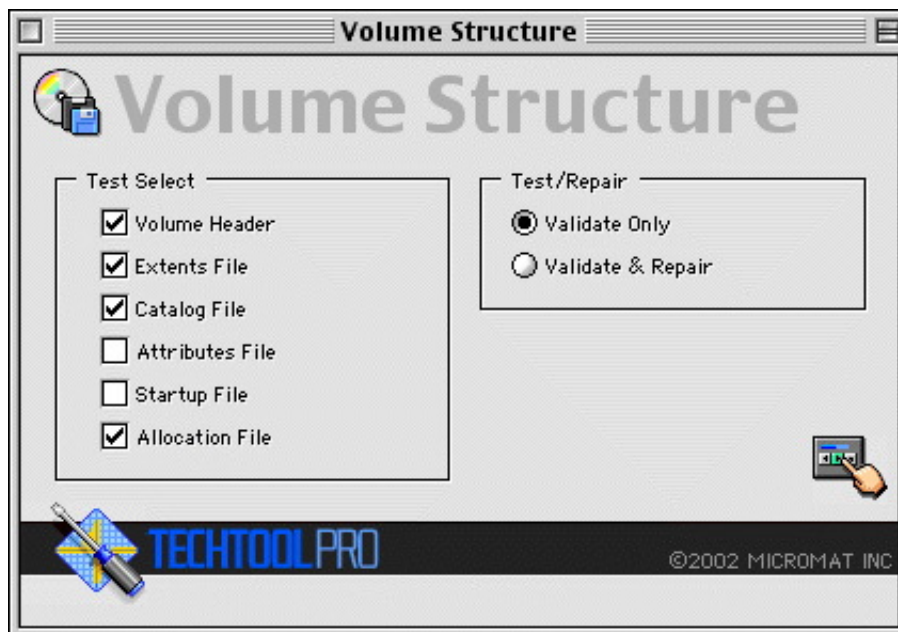 Volume Structure
Volume Structure
Test Select
Volume Header
Extents File
Catalog File
Attributes File
Startup File
Allocation File
Test/Repair
Validate Only
Validate & Repair
TECHTOOLPRO
©2002 MICROMAT INC